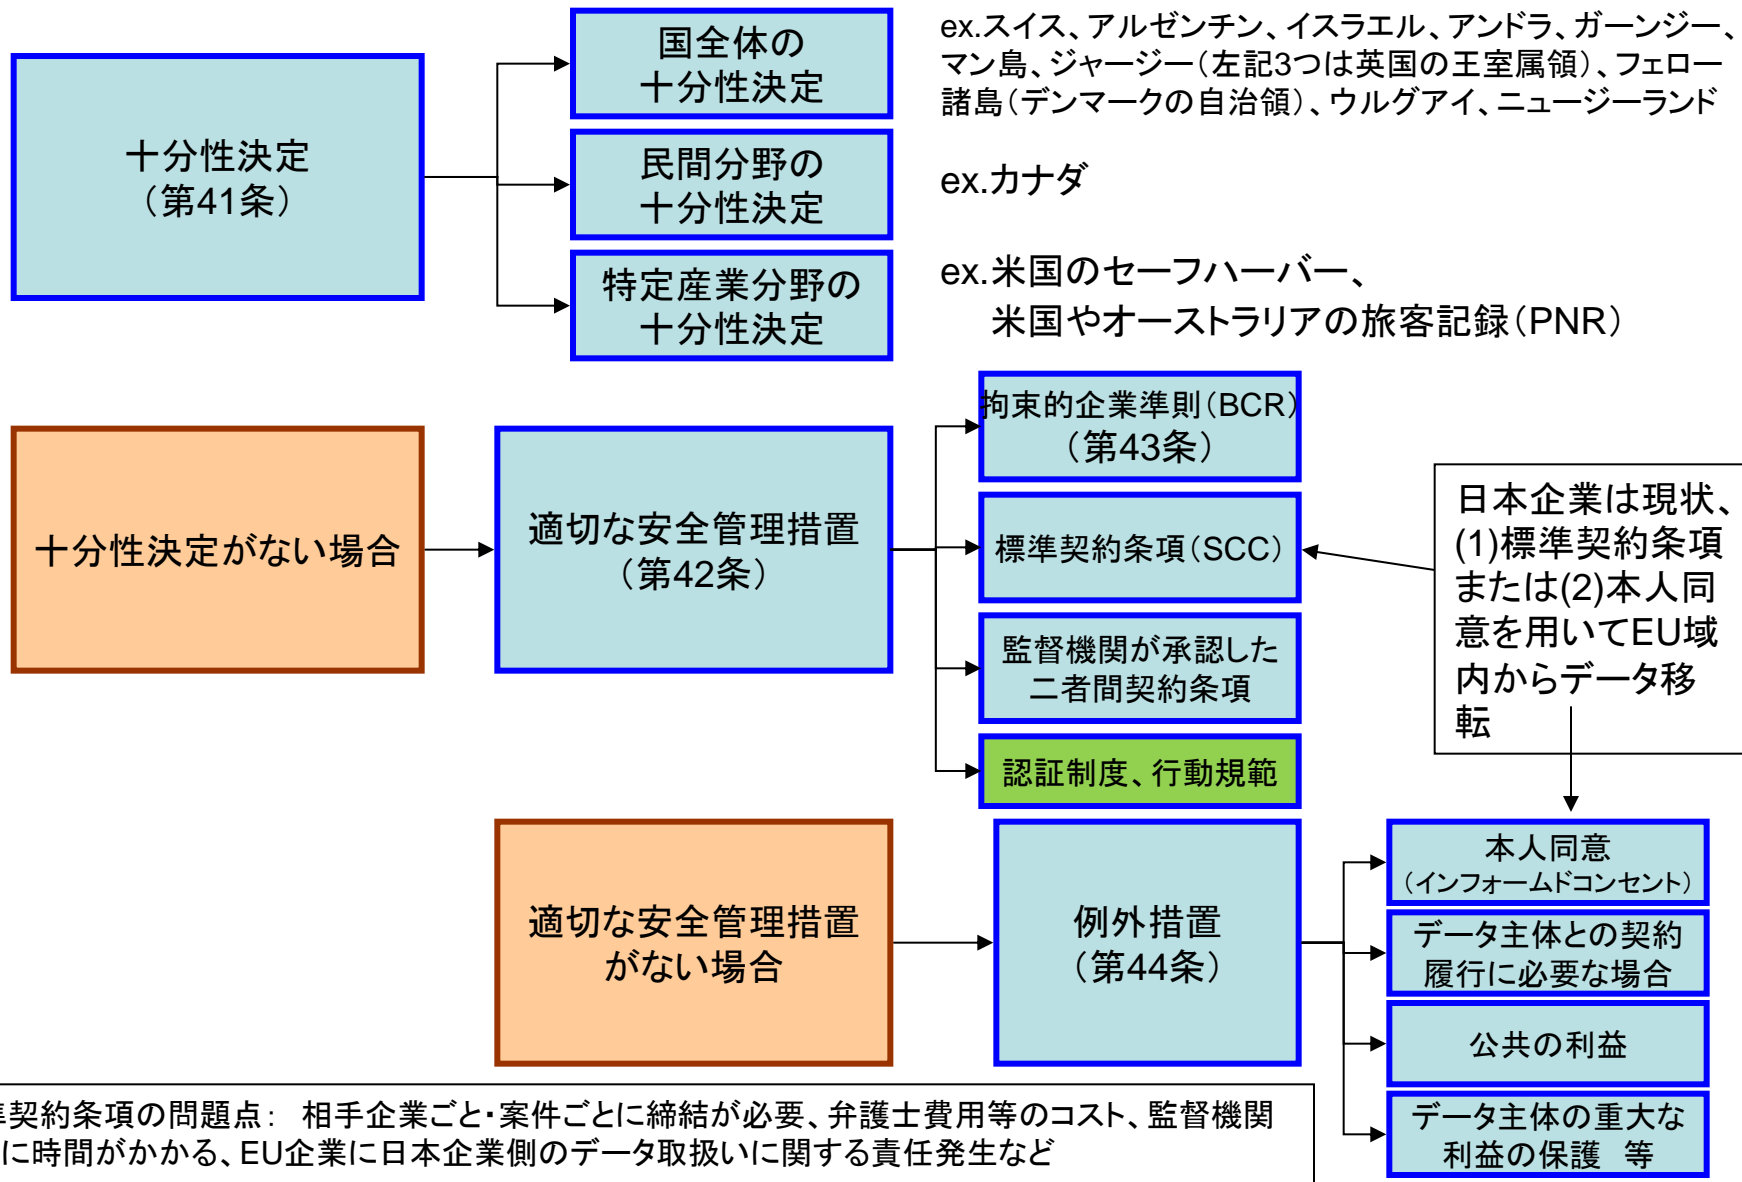 十分性決定
（第41条）
国全体の
十分性決定
ex.スイス、アルゼンチン、イスラエル、アンドラ、ガーンジー、
マン島、ジャージー（左記3つは英国の王室属領）、フェロー
諸島（デンマークの自治領）、ウルグアイ、ニュージーランド
民間分野の
十分性決定
ex.カナダ
特定産業分野の
十分性決定
ex.米国のセーフハーバー、
米国やオーストラリアの旅客記録（PNR）
十分性決定がない場合
適切な安全管理措置
（第42条）
拘束的企業準則（BCR）
（第43条）
標準契約条項（SCC）
監督機関が承認した
二者間契約条項
認証制度、行動規範
日本企業は現状、
(1)標準契約条項
または(2)本人同
意を用いてEU域
内からデータ移
転
適切な安全管理措置
がない場合
例外措置
（第44条）
本人同意
（インフォームドコンセント）
データ主体との契約
履行に必要な場合
公共の利益
データ主体の重大な
利益の保護　等
契約条項の問題点：　相手企業ごと・案件ごとに締結が必要、弁護士費用等のコスト、監督機関
に時間がかかる、EU企業に日本企業側のデータ取扱いに関する責任発生など